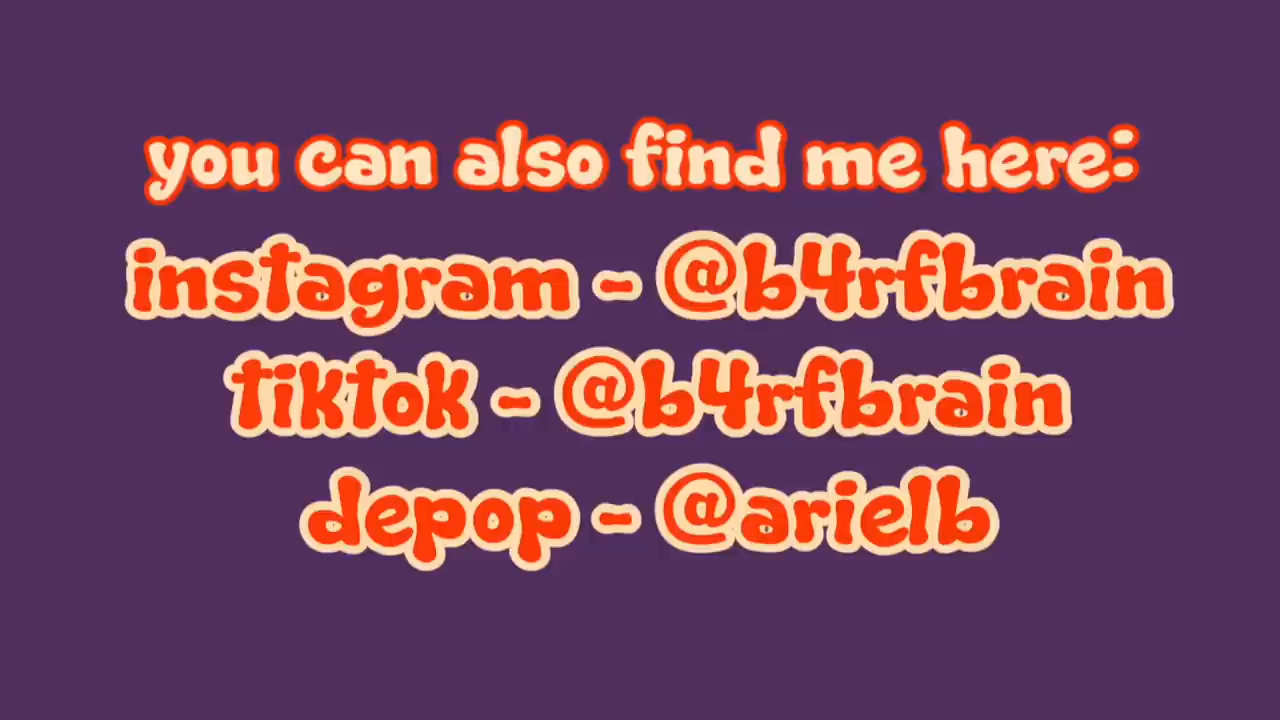 you can also find me here:
instagram - @b4rfbrain
tiktok - @b4rfbrain
depop - @arielb